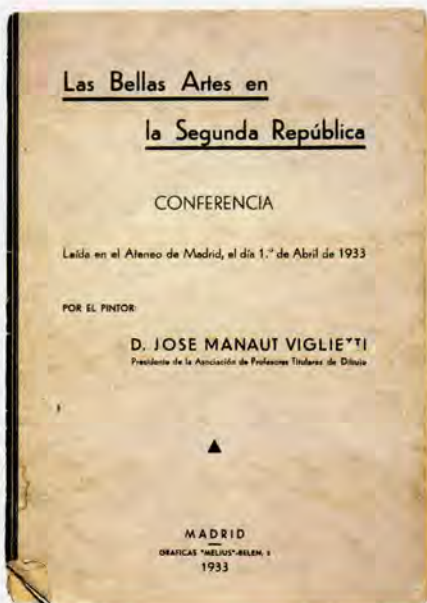 Las Bellas Artes en
la Segunda República
CONFERENCIA
Leída en el Ateneo de Madrid, el día 1.º de Abril de 1933
POR EL PINTOR
D. JOSE MANAUT VIGLIETTI
Presidente de la Asociación de Profesores Titulares de Dibujo
MADRID
GRAFICAS "MELIUS"-BELEN,
1933